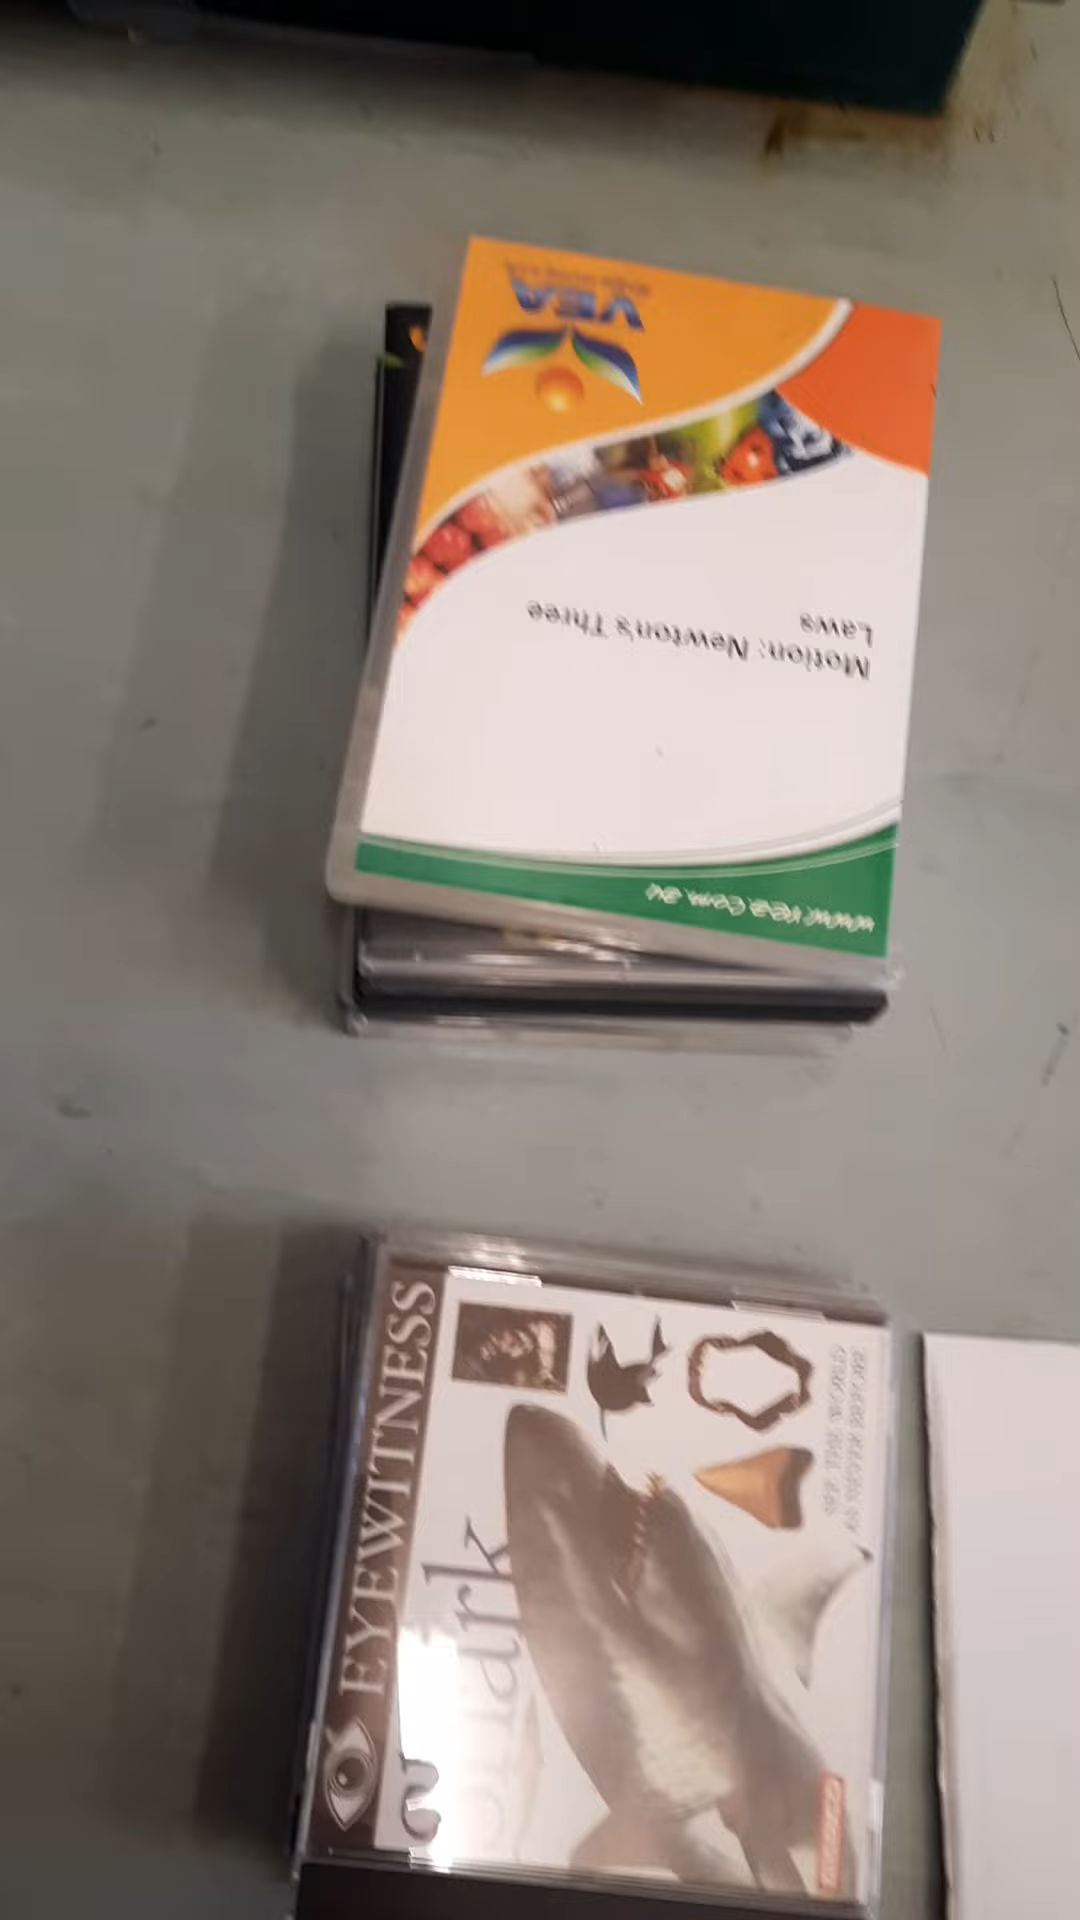 VEA
Motion: Newton's Three
Laws
www.vea.com.au
EYEWITNESS
Shark
SEE THE WORLD
AS NEVER BEFORE